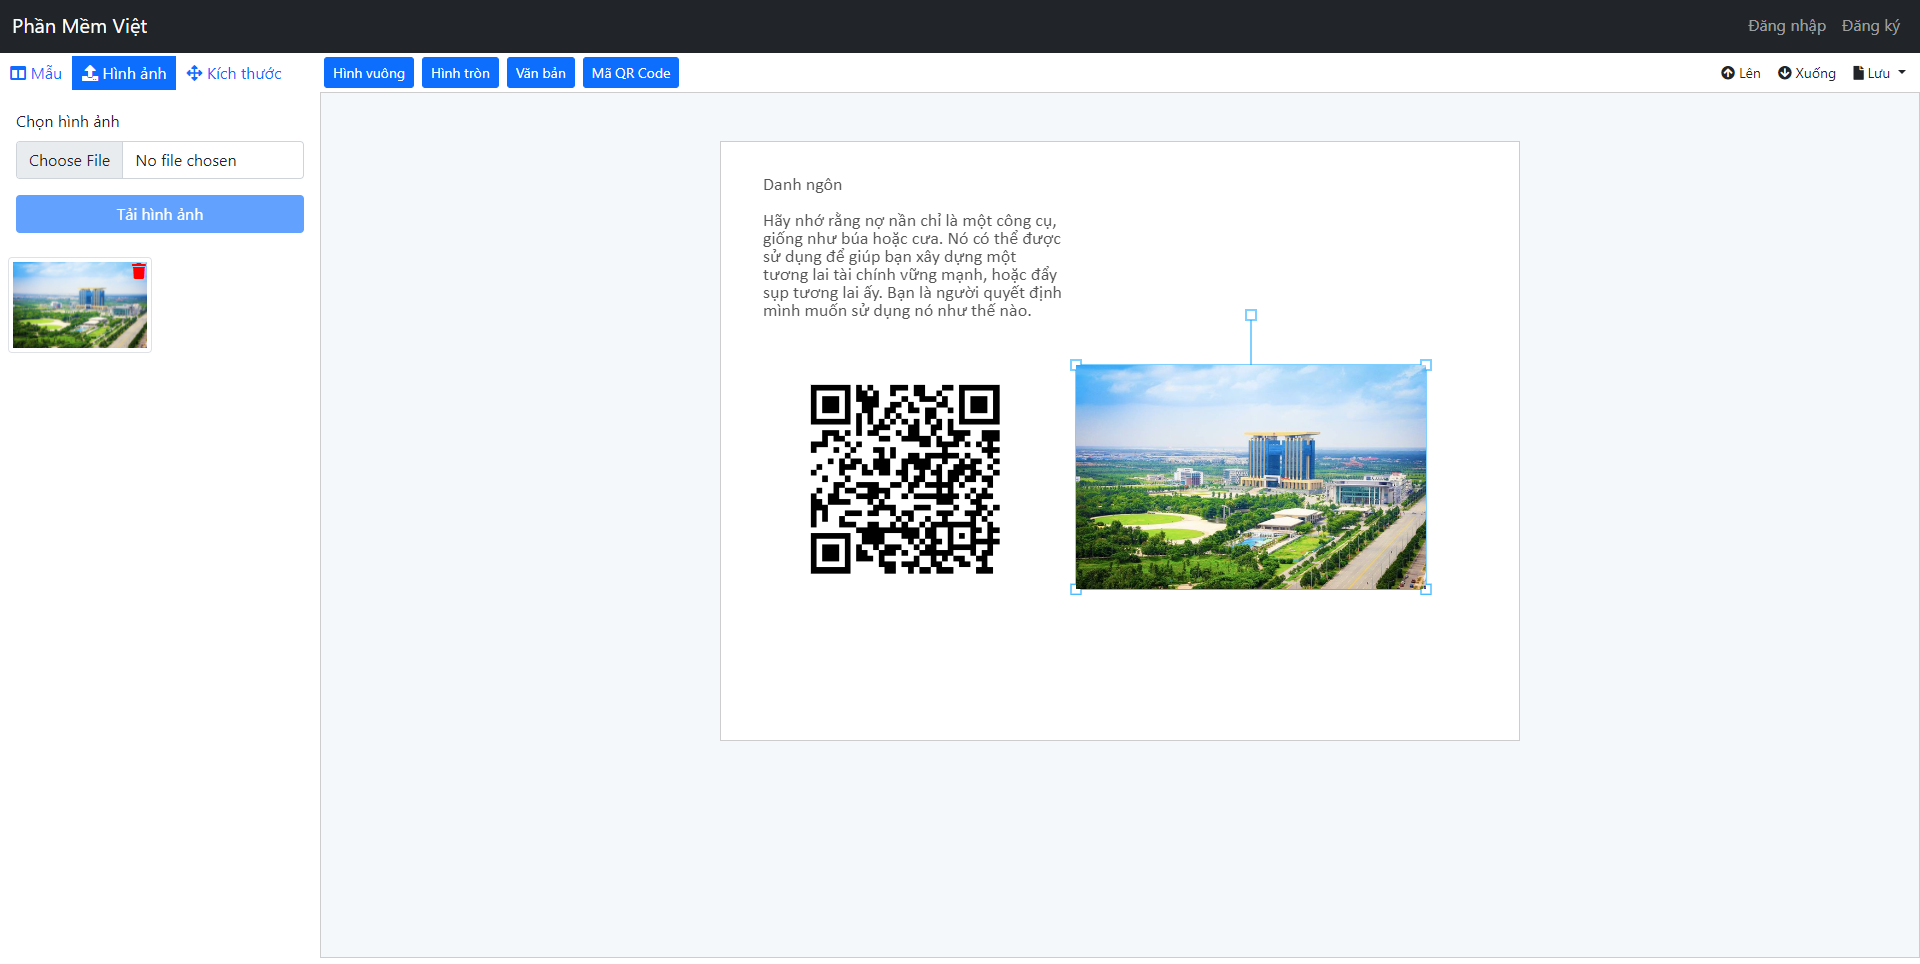 Phần Mềm Việt
Đăng nhập Đăng ký
Mẫu Hình ảnh Kích thước
Hình vuông Hình tròn Văn bản Mã QR Code
Lên Xuống Lưu
Chọn hình ảnh
Choose File No file chosen
Tải hình ảnh
Danh ngôn
Hãy nhớ rằng nợ nần chỉ là một công cụ,
giống như búa hoặc cưa. Nó có thể được
sử dụng để giúp bạn xây dựng một
tương lai tài chính vững mạnh, hoặc đẩy
sụp tương lai ấy. Bạn là người quyết định
mình muốn sử dụng nó như thế nào.